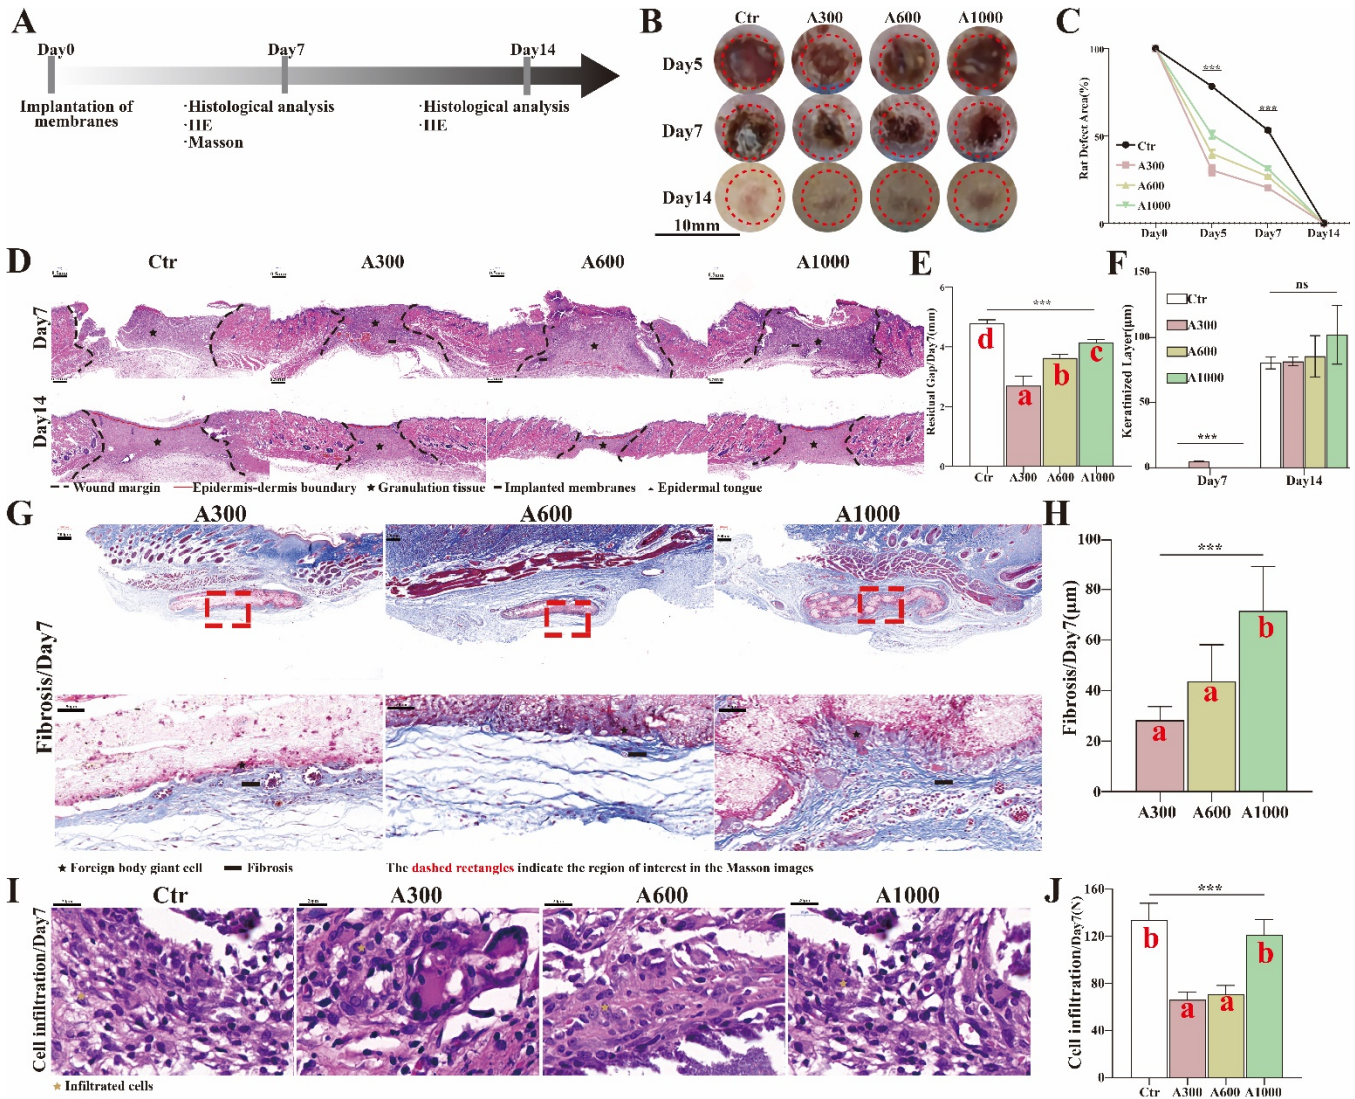 A
Day0
Day7
Day14
Implantation of
membranes
·Histological analysis
·HE
·Masson
·Histological analysis
·HE
B
Ctr A300 A600 A1000
Day5
Day7
Day14
10mm
C
Rat Defect Area(%)
100
50
0
Ctr
A300
A600
A1000
***
***
Day0 Day5 Day7 Day14
D
Ctr A300 A600 A1000
Day7
Day14
Wound margin Epidermis-dermis boundary Granulation tissue Implanted membranes Epidermal tongue
E
Residual Gap/Day7(mm)
6
4
2
0
***
d a b c
Ctr A300 A600 A1000
F
Keratinized Layer(μm)
150
100
50
0
Ctr
A300
A600
A1000
***
ns
Day7 Day14
G
A300 A600 A1000
Fibrosis/Day7
Foreign body giant cell Fibrosis The dashed rectangles indicate the region of interest in the Masson images
H
Fibrosis/Day7(μm)
100
80
60
40
20
0
***
a a b
A300 A600 A1000
I
Ctr A300 A600 A1000
Cell infiltration/Day7
Infiltrated cells
J
Cell infiltration/Day7(N)
160
120
80
40
0
***
b a a b
Ctr A300 A600 A1000